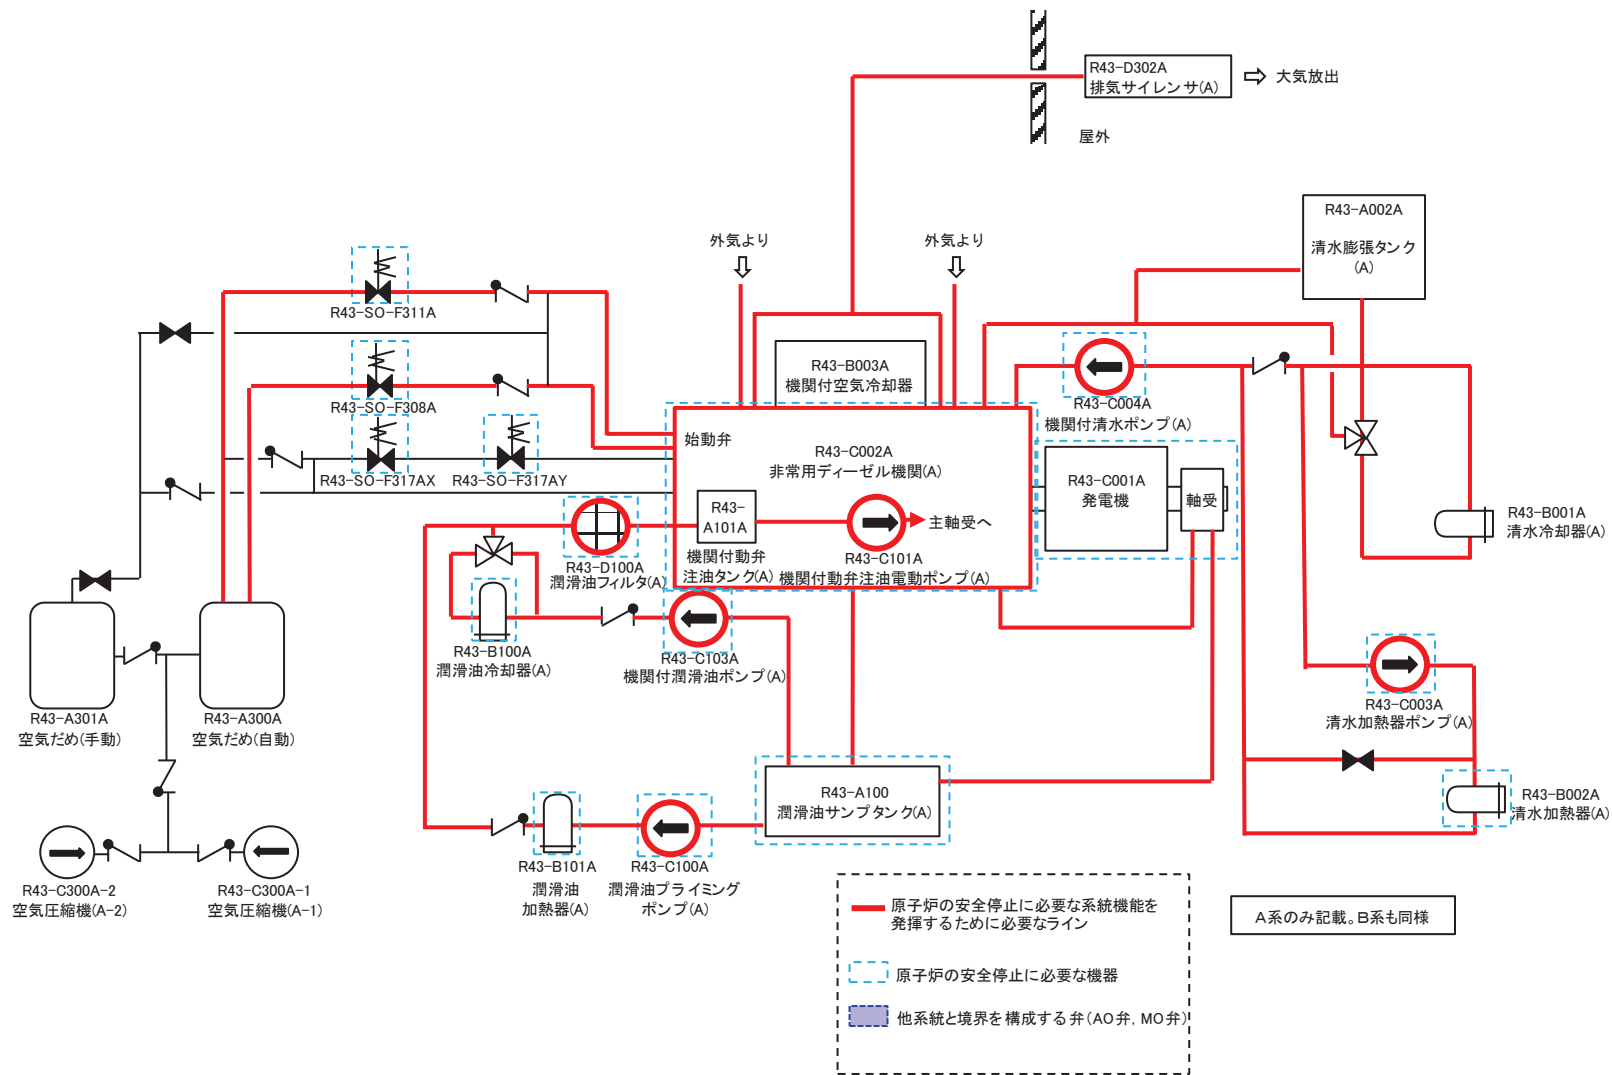 R43-D302A
排気サイレンサ(A)
大気放出
屋外
R43-A002A
清水膨張タンク
(A)
外気より
外気より
R43-SO-F311A
R43-B003A
機関付空気冷却器
R43-SO-F308A
R43-C004A
機関付清水ポンプ(A)
始動弁
R43-C002A
非常用ディーゼル機関(A)
R43-SO-F317AX
R43-SO-F317AY
R43-C001A
発電機
軸受
R43-
A101A
主軸受へ
R43-B001A
清水冷却器(A)
機関付動弁
注油タンク(A)
R43-C101A
機関付動弁注油電動ポンプ(A)
R43-D100A
潤滑油フィルタ(A)
R43-B100A
潤滑油冷却器(A)
R43-C103A
機関付潤滑油ポンプ(A)
R43-A301A
空気だめ(手動)
R43-A300A
空気だめ(自動)
R43-C003A
清水加熱器ポンプ(A)
R43-A100
潤滑油サンプタンク(A)
R43-B002A
清水加熱器(A)
R43-B101A
潤滑油
加熱器(A)
R43-C100A
潤滑油プライミング
ポンプ(A)
R43-C300A-2
空気圧縮機(A-2)
R43-C300A-1
空気圧縮機(A-1)
原子炉の安全停止に必要な系統機能を
発揮するために必要なライン
原子炉の安全停止に必要な機器
他系統と境界を構成する弁(AO弁, MO弁)
A系のみ記載。B系も同様